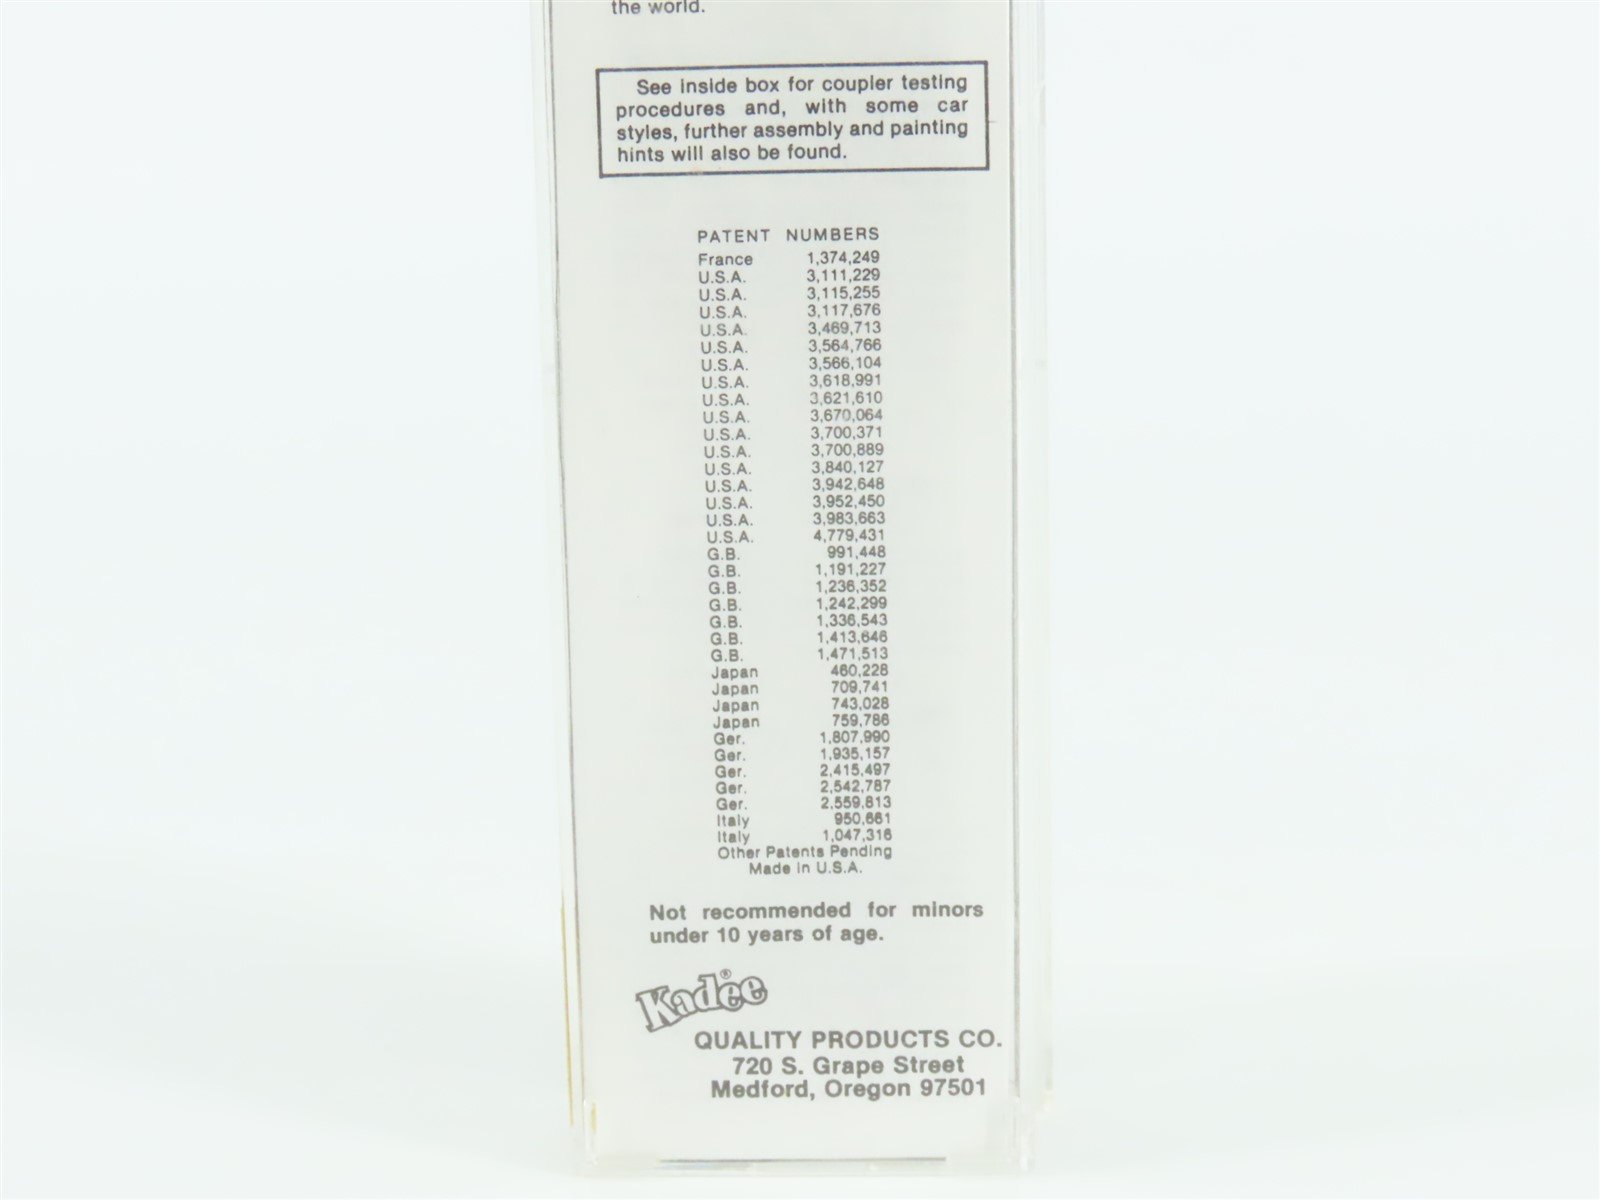 the world.
See inside box for coupler testing
procedures and, with some car
styles, further assembly and painting
hints will also be found.
PATENT NUMBERS
France 1,374,249
U.S.A. 3,111,229
U.S.A. 3,115,255
U.S.A. 3,117,676
U.S.A. 3,469,713
U.S.A. 3,564,766
U.S.A. 3,566,104
U.S.A. 3,618,991
U.S.A. 3,621,610
U.S.A. 3,670,064
U.S.A. 3,700,371
U.S.A. 3,700,889
U.S.A. 3,840,127
U.S.A. 3,942,648
U.S.A. 3,952,450
U.S.A. 3,983,663
U.S.A. 4,779,431
G.B. 991,448
G.B. 1,191,227
G.B. 1,236,352
G.B. 1,242,299
G.B. 1,336,543
G.B. 1,413,646
G.B. 1,471,513
Japan 460,228
Japan 709,741
Japan 743,028
Japan 759,786
Ger. 1,807,990
Ger. 1,935,157
Ger. 2,415,497
Ger. 2,542,787
Ger. 2,559,813
Italy 950,661
Italy 1,047,316
Other Patents Pending
Made in U.S.A.
Not recommended for minors
under 10 years of age.
Kadee®
QUALITY PRODUCTS CO.
720 S. Grape Street
Medford, Oregon 97501